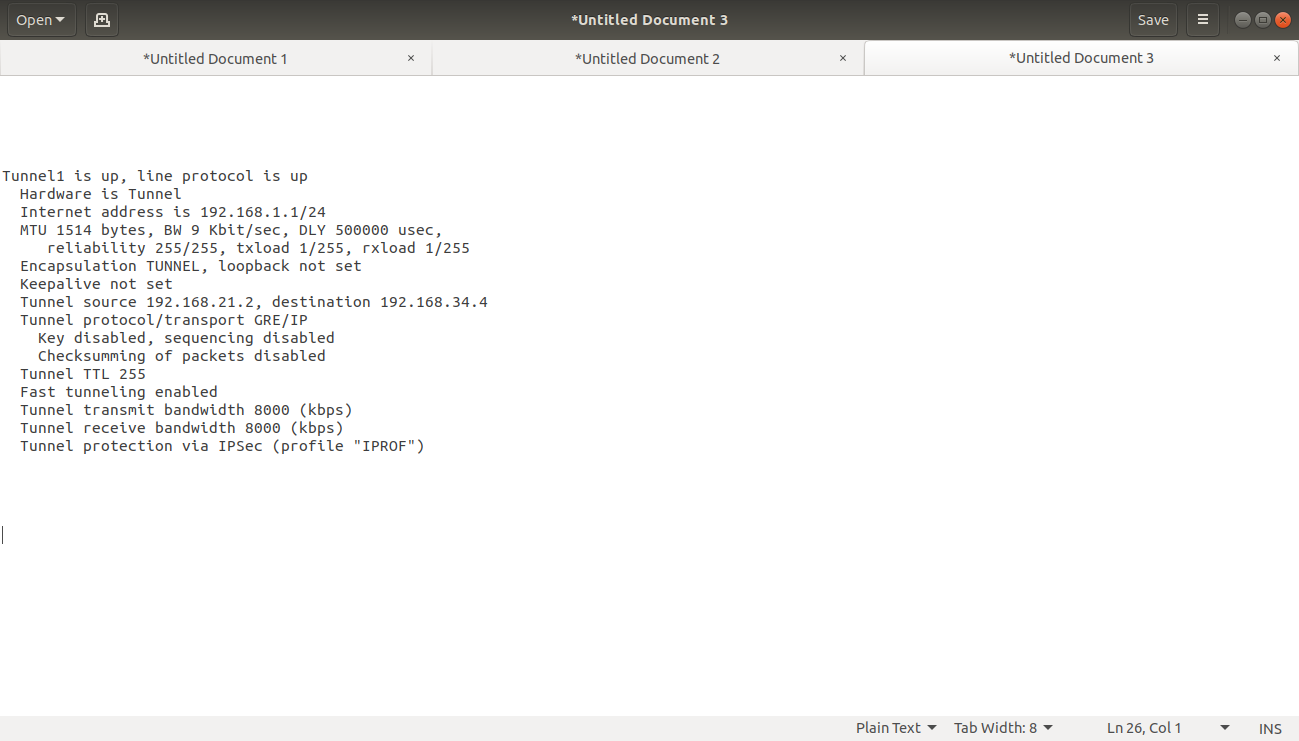 Open
*Untitled Document 3
Save
*Untitled Document 1
*Untitled Document 2
*Untitled Document 3
Tunnel1 is up, line protocol is up
Hardware is Tunnel
Internet address is 192.168.1.1/24
MTU 1514 bytes, BW 9 Kbit/sec, DLY 500000 usec,
reliability 255/255, txload 1/255, rxload 1/255
Encapsulation TUNNEL, loopback not set
Keepalive not set
Tunnel source 192.168.21.2, destination 192.168.34.4
Tunnel protocol/transport GRE/IP
Key disabled, sequencing disabled
Checksumming of packets disabled
Tunnel TTL 255
Fast tunneling enabled
Tunnel transmit bandwidth 8000 (kbps)
Tunnel receive bandwidth 8000 (kbps)
Tunnel protection via IPSec (profile "IPROF")
Plain Text
Tab Width: 8
Ln 26, Col 1
INS